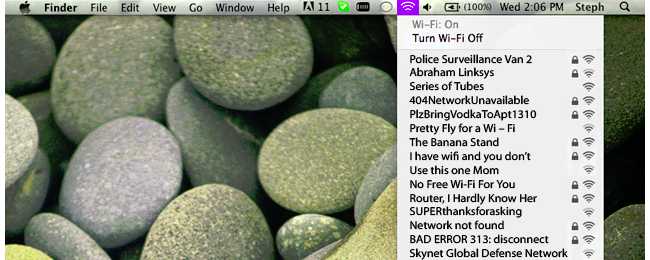 Finder File Edit View Go Window Help 11 (100%) Wed 2:06 PM Steph
Wi-Fi: On
Turn Wi-Fi Off
Police Surveillance Van 2
Abraham Linksys
Series of Tubes
404NetworkUnavailable
PlzBringVodkaToApt1310
Pretty Fly for a Wi - Fi
The Banana Stand
I have wifi and you don't
Use this one Mom
No Free Wi-Fi For You
Router, I Hardly Know Her
SUPERthanksforasking
Network not found
BAD ERROR 313: disconnect
Skynet Global Defense Network